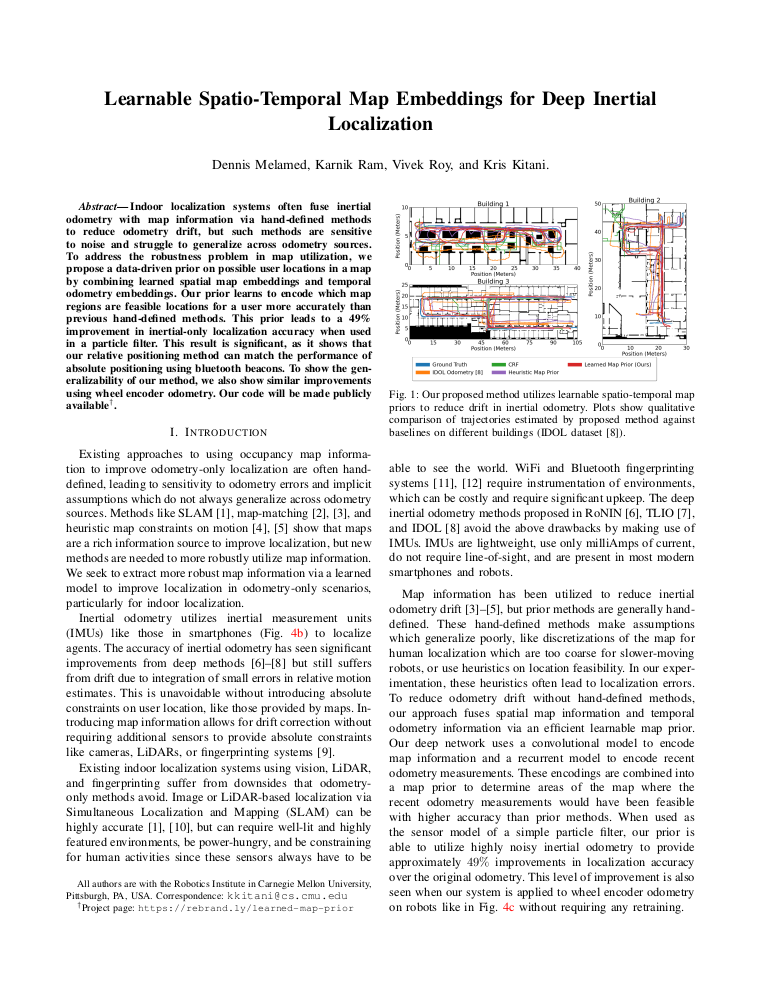 Learnable Spatio-Temporal Map Embeddings for Deep Inertial
Localization
Dennis Melamed, Karnik Ram, Vivek Roy, and Kris Kitani.
Abstract— Indoor localization systems often fuse inertial
odometry with map information via hand-defined methods
to reduce odometry drift, but such methods are sensitive
to noise and struggle to generalize across odometry sources.
To address the robustness problem in map utilization, we
propose a data-driven prior on possible user locations in a map
by combining learned spatial map embeddings and temporal
odometry embeddings. Our prior learns to encode which map
regions are feasible locations for a user more accurately than
previous hand-defined methods. This prior leads to a 49%
improvement in inertial-only localization accuracy when used
in a particle filter. This result is significant, as it shows that
our relative positioning method can match the performance of
absolute positioning using bluetooth beacons. To show the gen-
eralizability of our method, we also show similar improvements
using wheel encoder odometry. Our code will be made publicly
available†.
I. INTRODUCTION
Existing approaches to using occupancy map informa-
tion to improve odometry-only localization are often hand-
defined, leading to sensitivity to odometry errors and implicit
assumptions which do not always generalize across odometry
sources. Methods like SLAM [1], map-matching [2], [3], and
heuristic map constraints on motion [4], [5] show that maps
are a rich information source to improve localization, but new
methods are needed to more robustly utilize map information.
We seek to extract more robust map information via a learned
model to improve localization in odometry-only scenarios,
particularly for indoor localization.
Inertial odometry utilizes inertial measurement units
(IMUs) like those in smartphones (Fig. 4b) to localize
agents. The accuracy of inertial odometry has seen significant
improvements from deep methods [6]–[8] but still suffers
from drift due to integration of small errors in relative motion
estimates. This is unavoidable without introducing absolute
constraints on user location, like those provided by maps. In-
troducing map information allows for drift correction without
requiring additional sensors to provide absolute constraints
like cameras, LiDARs, or fingerprinting systems [9].
Existing indoor localization systems using vision, LiDAR,
and fingerprinting suffer from downsides that odometry-
only methods avoid. Image or LiDAR-based localization via
Simultaneous Localization and Mapping (SLAM) can be
highly accurate [1], [10], but can require well-lit and highly
featured environments, be power-hungry, and be constraining
for human activities since these sensors always have to be
All authors are with the Robotics Institute in Carnegie Mellon University,
Pittsburgh, PA, USA. Correspondence: kkitani@cs.cmu.edu
†Project page: https://rebrand.ly/learned-map-prior
Building 1
Position (Meters)
10
5
0
0 5 10 15 20 25 30 35 40
Position (Meters)
Building 3
Position (Meters)
25
20
15
10
5
0
0 15 30 45 60 75 90 105
Position (Meters)
Building 2
Position (Meters)
50
40
30
20
10
0
0 10 20 30
Position (Meters)
Ground Truth
IDOL Odometry [8]
CRF
Heuristic Map Prior
Learned Map Prior (Ours)
Fig. 1: Our proposed method utilizes learnable spatio-temporal map
priors to reduce drift in inertial odometry. Plots show qualitative
comparison of trajectories estimated by proposed method against
baselines on different buildings (IDOL dataset [8]).
able to see the world. WiFi and Bluetooth fingerprinting
systems [11], [12] require instrumentation of environments,
which can be costly and require significant upkeep. The deep
inertial odometry methods proposed in RoNIN [6], TLIO [7],
and IDOL [8] avoid the above drawbacks by making use of
IMUs. IMUs are lightweight, use only milliAmps of current,
do not require line-of-sight, and are present in most modern
smartphones and robots.
Map information has been utilized to reduce inertial
odometry drift [3]–[5], but prior methods are generally hand-
defined. These hand-defined methods make assumptions
which generalize poorly, like discretizations of the map for
human localization which are too coarse for slower-moving
robots, or use heuristics on location feasibility. In our exper-
imentation, these heuristics often lead to localization errors.
To reduce odometry drift without hand-defined methods,
our approach fuses spatial map information and temporal
odometry information via an efficient learnable map prior.
Our deep network uses a convolutional model to encode
map information and a recurrent model to encode recent
odometry measurements. These encodings are combined into
a map prior to determine areas of the map where the
recent odometry measurements would have been feasible
with higher accuracy than prior methods. When used as
the sensor model of a simple particle filter, our prior is
able to utilize highly noisy inertial odometry to provide
approximately 49% improvements in localization accuracy
over the original odometry. This level of improvement is also
seen when our system is applied to wheel encoder odometry
on robots like in Fig. 4c without requiring any retraining.